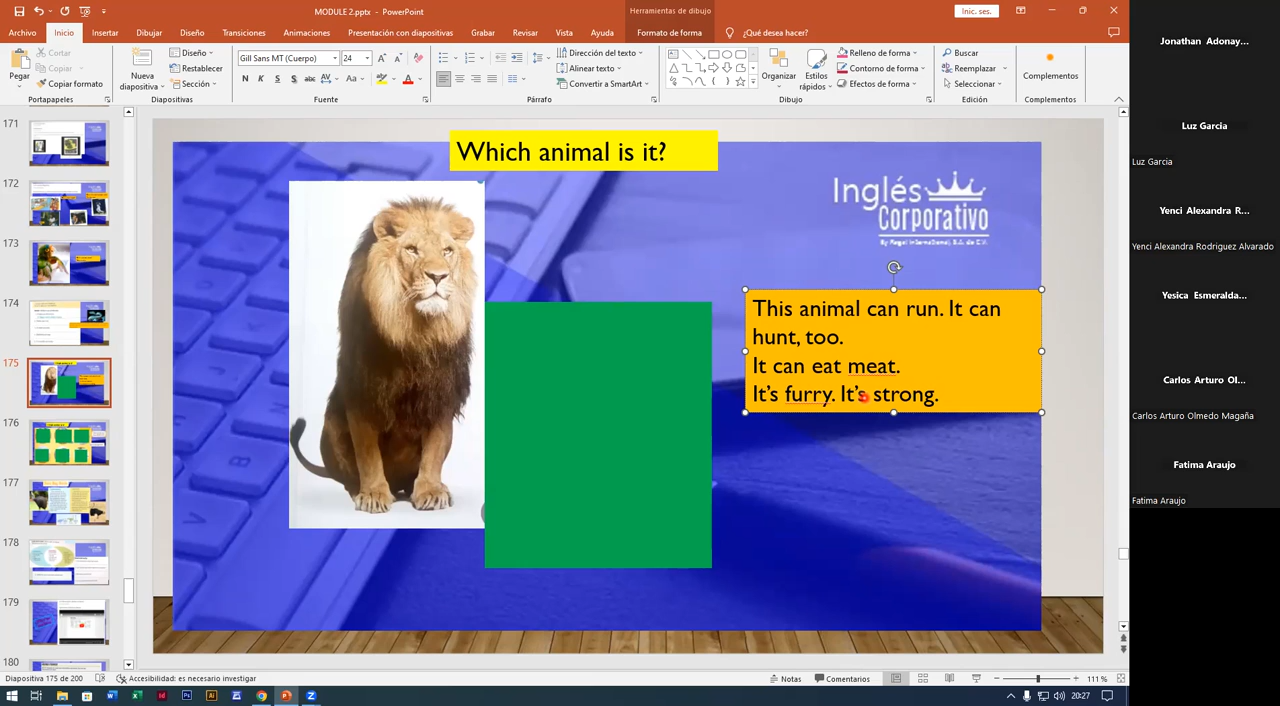 MODULE 2.pptx - PowerPoint
Herramientas de dibujo
Inic. ses.
Archivo
Inicio
Insertar
Dibujar
Diseño
Transiciones
Animaciones
Presentación con diapositivas
Grabar
Revisar
Vista
Ayuda
Formato de forma
¿Qué desea hacer?
Pegar
Cortar
Copiar
Copiar formato
Portapapeles
Nueva diapositiva
Diseño
Restablecer
Sección
Diapositivas
Gill Sans MT (Cuerpo)
24
N K S S abc AV Aa A
Fuente
Dirección del texto
Alinear texto
Convertir a SmartArt
Párrafo
Organizar
Estilos rápidos
Relleno de forma
Contorno de forma
Efectos de forma
Dibujo
Buscar
Reemplazar
Seleccionar
Edición
Complementos
Complementos
171
172
173
174
175
176
177
178
179
180
Which animal is it?
Inglés
Corporativo
This animal can run. It can
hunt, too.
It can eat meat.
It's furry. It's strong.
Jonathan Adonay...
Luz Garcia
Luz Garcia
Yenci Alexandra R...
Yenci Alexandra Rodriguez Alvarado
Yesica Esmeralda...
Carlos Arturo Ol...
Carlos Arturo Olmedo Magaña
Fatima Araujo
Fatima Araujo
Diapositiva 175 de 200
Accesibilidad: es necesario investigar
Notas
Comentarios
111 %
20:27